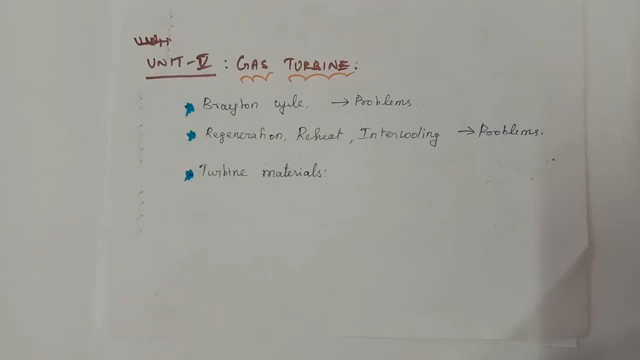 UNIT-V : GAS TURBINE:
Brayton cycle. → Problems.
Regeneration, Reheat, Intercooling → Problems.
Turbine materials.